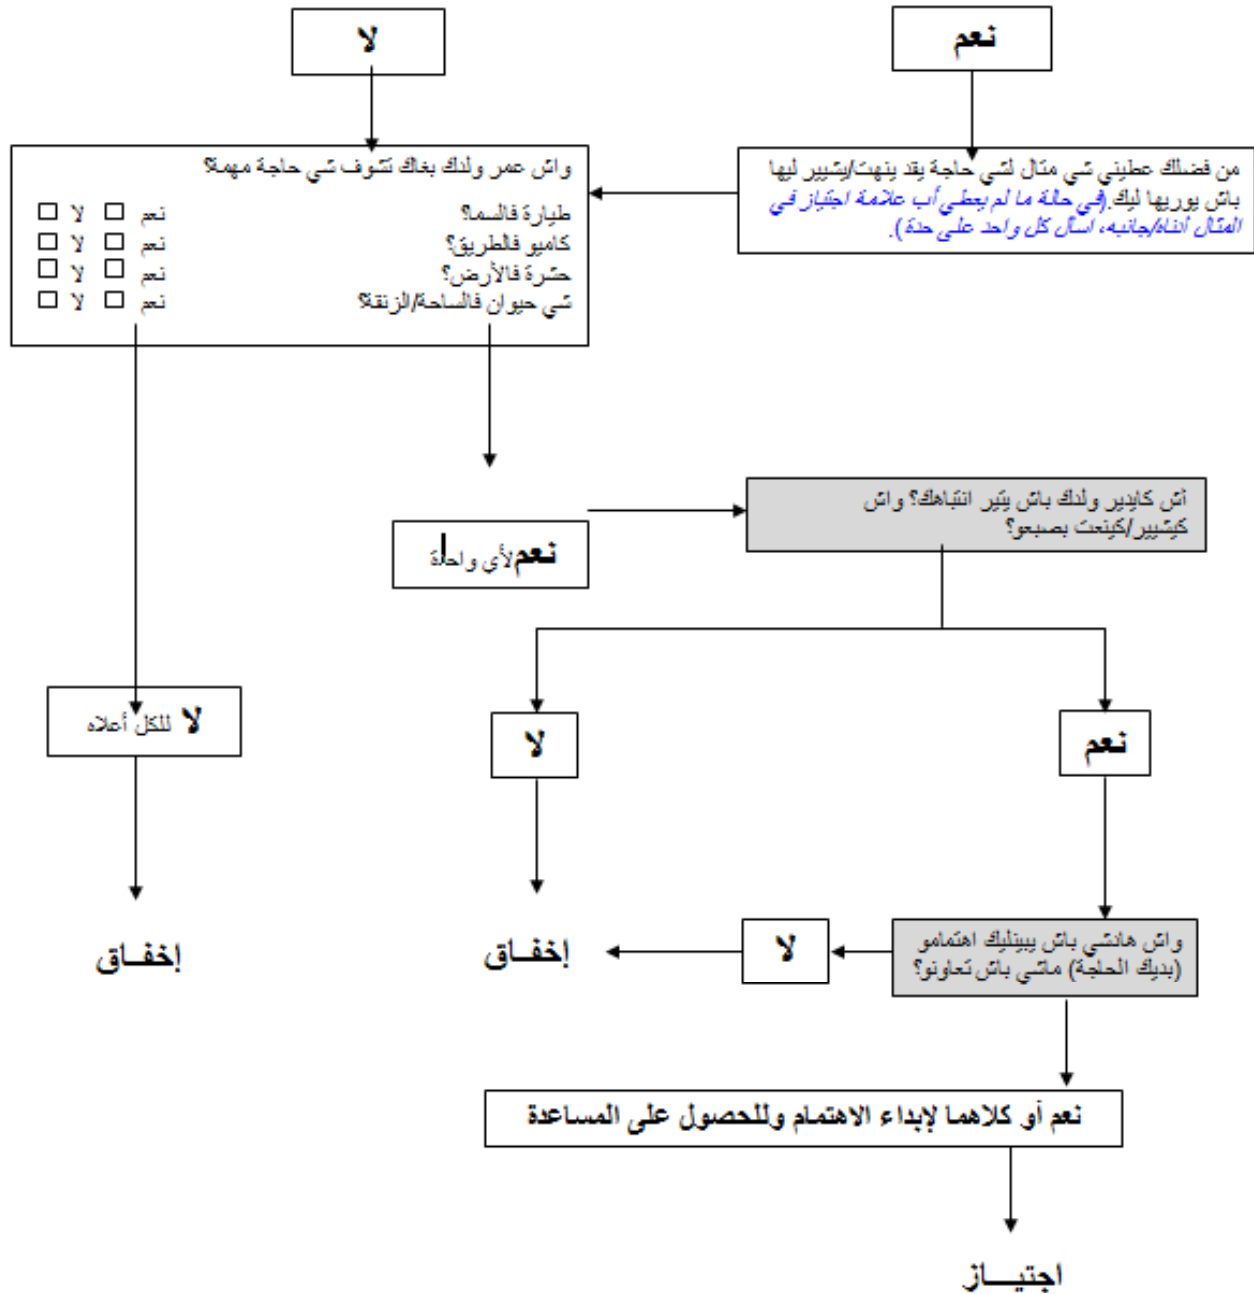 نعم
لا
من فضلك عطيني شي مثال لشي حاجة يقد ينهت/يشيير ليها
باش يوريها ليك.(في حالة ما لم يعطي أب علامة اجتياز في
المثال أدناه/جانبه، اسأل كل واحد على حدة).
واش عمر ولدك بغاك تشوف شي حاجة مهمة؟
طيارة فالسما؟ نعم □ لا □
كاميو فالطريق؟ نعم □ لا □
حشرة فالأرض؟ نعم □ لا □
شي حيوان فالساحة/الزنقة؟ نعم □ لا □
أش كايدير ولدك باش يثير انتباهك؟ واش
كيشيير/كينعت بصبعو؟
نعم لأي واحدة
لا للكل أعلاه
لا
نعم
إخفــاق
إخفــاق
لا
واش هادشي باش يبينليك اهتمامو
(بديك الحاجة) ماشي باش تعاونو؟
نعم أو كلاهما لإبداء الاهتمام وللحصول على المساعدة
اجتيـــاز